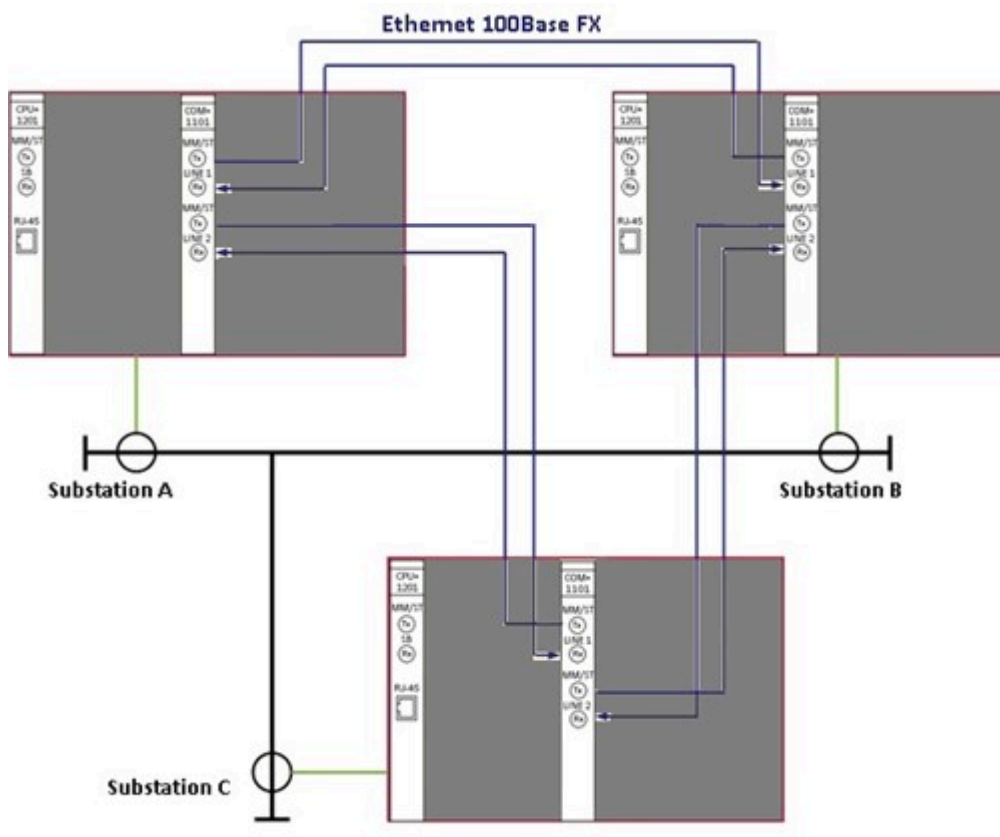 Ethernet 100Base FX
CPU+
1201
MM/ST
Tx
SB
Rx
RJ-45
COM+
1101
MM/ST
Tx
LINE 1
Rx
MM/ST
Tx
LINE 2
Rx
CPU+
1201
MM/ST
Tx
SB
Rx
RJ-45
COM+
1101
MM/ST
Tx
LINE 1
Rx
MM/ST
Tx
LINE 2
Rx
Substation A
Substation B
CPU+
1201
MM/ST
Tx
SB
Rx
RJ-45
COM+
1101
MM/ST
Tx
LINE 1
Rx
MM/ST
Tx
LINE 2
Rx
Substation C